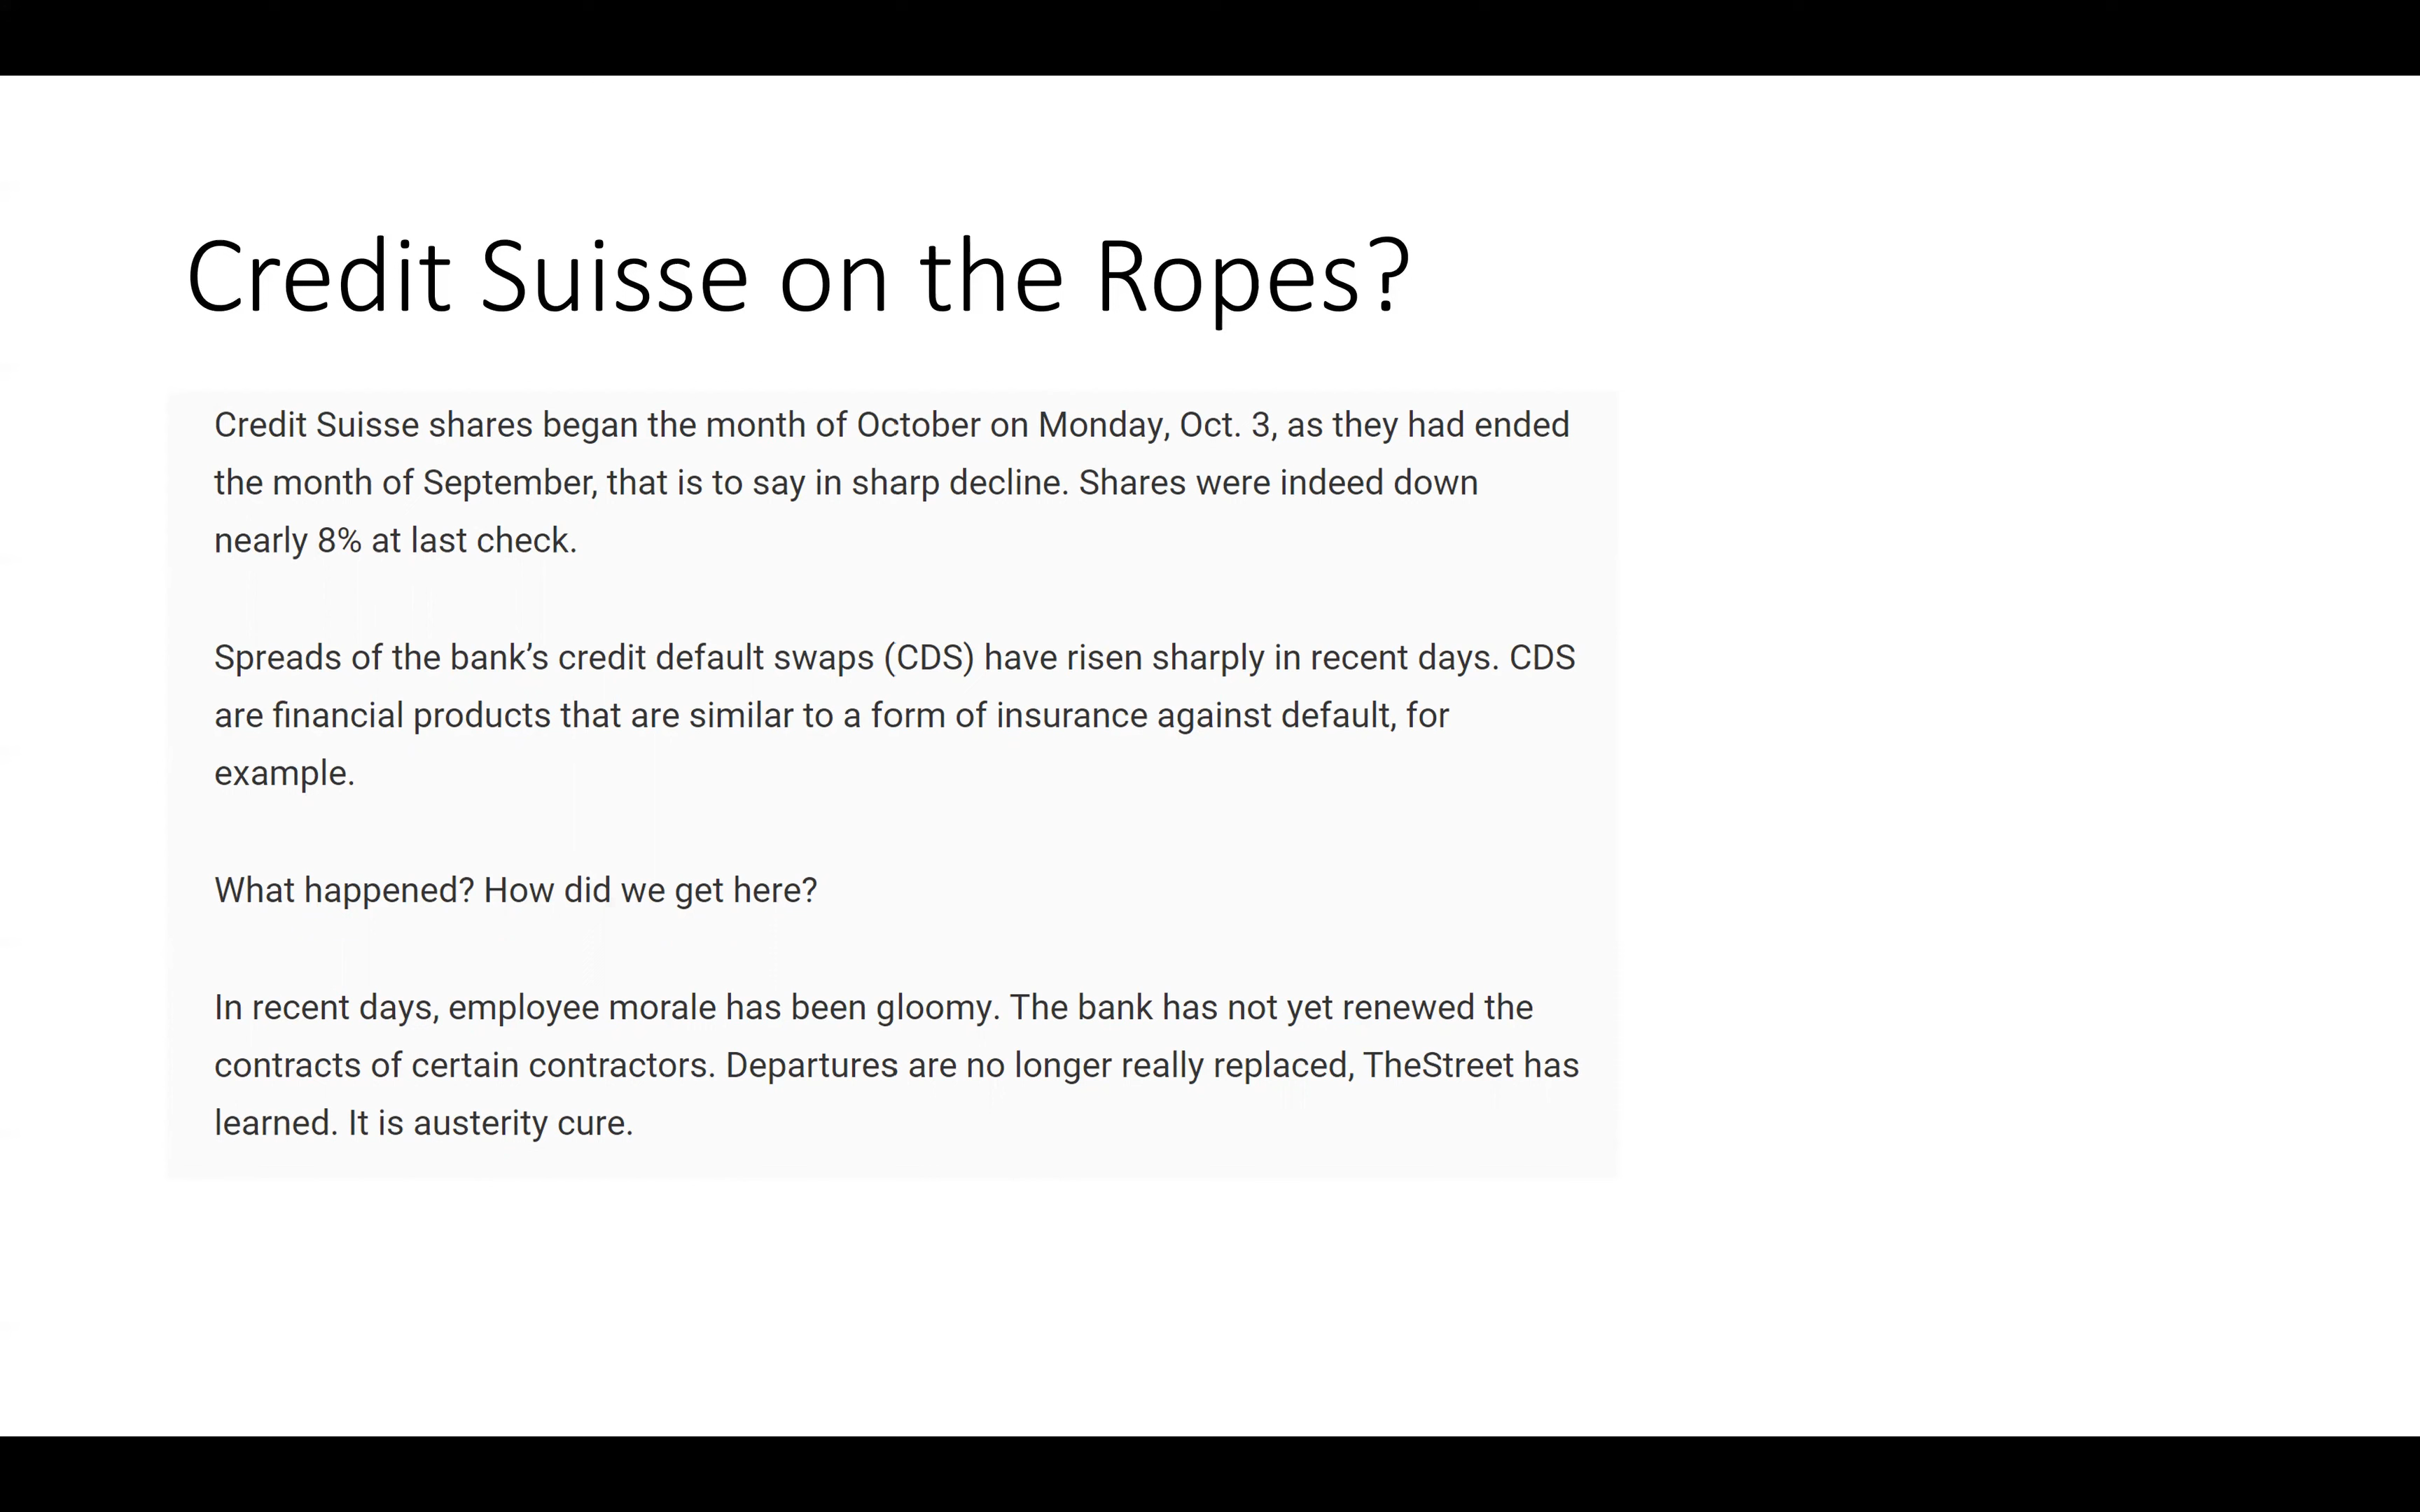 Credit Suisse on the Ropes?
Credit Suisse shares began the month of October on Monday, Oct. 3, as they had ended
the month of September, that is to say in sharp decline. Shares were indeed down
nearly 8% at last check.
Spreads of the bank’s credit default swaps (CDS) have risen sharply in recent days. CDS
are financial products that are similar to a form of insurance against default, for
example.
What happened? How did we get here?
In recent days, employee morale has been gloomy. The bank has not yet renewed the
contracts of certain contractors. Departures are no longer really replaced, TheStreet has
learned. It is austerity cure.